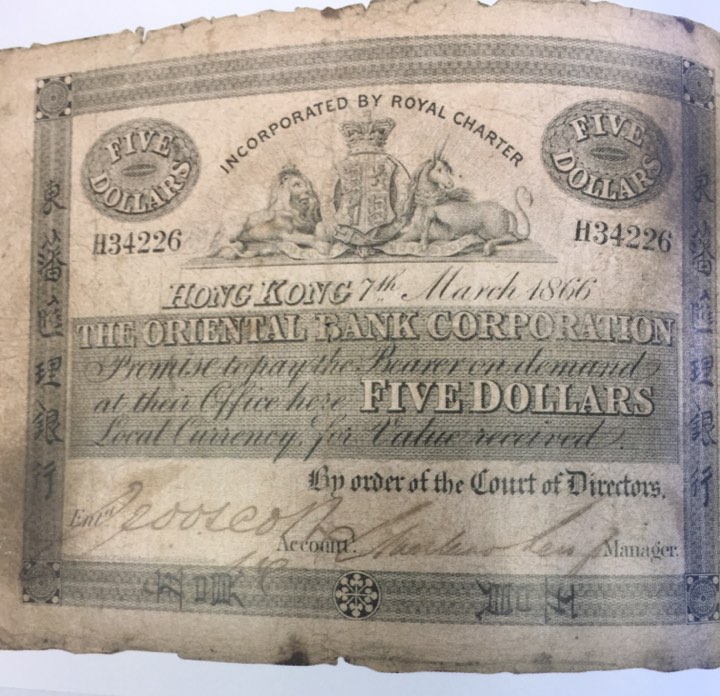 INCORPORATED BY ROYAL CHARTER
FIVE DOLLARS
FIVE DOLLARS
H34226
H34226
HONG KONG 7th March 1866
THE ORIENTAL BANK CORPORATION
Promise to pay the Bearer on demand
at their Office here FIVE DOLLARS
Local Currency, for Value received.
By order of the Court of Directors.
Entd.
Accountt. Manager.
東藩匯理銀行
東藩匯理銀行